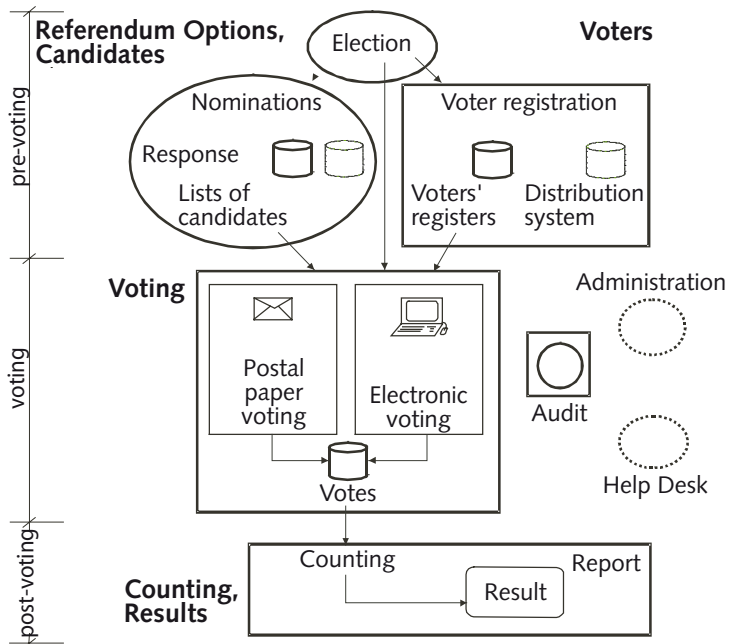 Referendum Options,
Candidates
Election
Voters
pre-voting
Nominations
Response
Lists of
candidates
Voter registration
Voters'
registers
Distribution
system
voting
Voting
Postal
paper
voting
Electronic
voting
Votes
Administration
Audit
Help Desk
post-voting
Counting,
Results
Counting
Result
Report